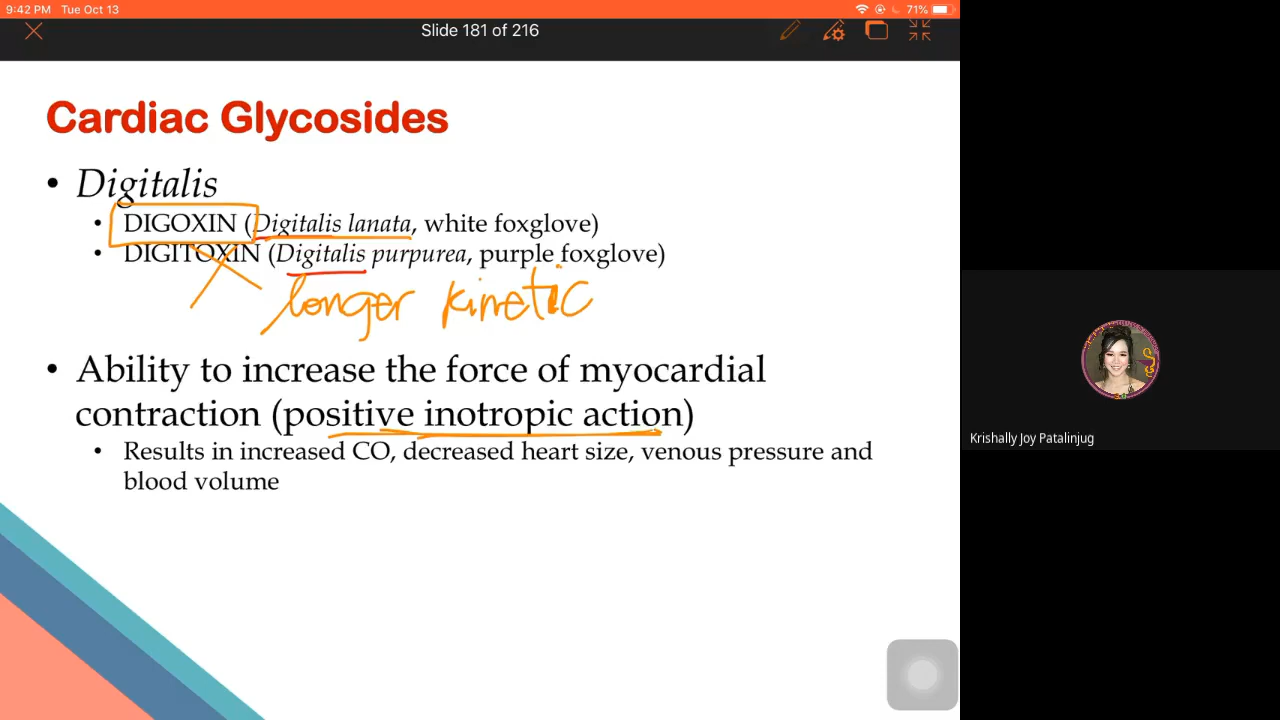 9:42 PM Tue Oct 13
71%
Slide 181 of 216
Cardiac Glycosides
• Digitalis
• DIGOXIN (Digitalis lanata, white foxglove)
• DIGITOXIN (Digitalis purpurea, purple foxglove)
longer kinetic
• Ability to increase the force of myocardial
contraction (positive inotropic action)
• Results in increased CO, decreased heart size, venous pressure and
blood volume
Krishally Joy Patalinjug